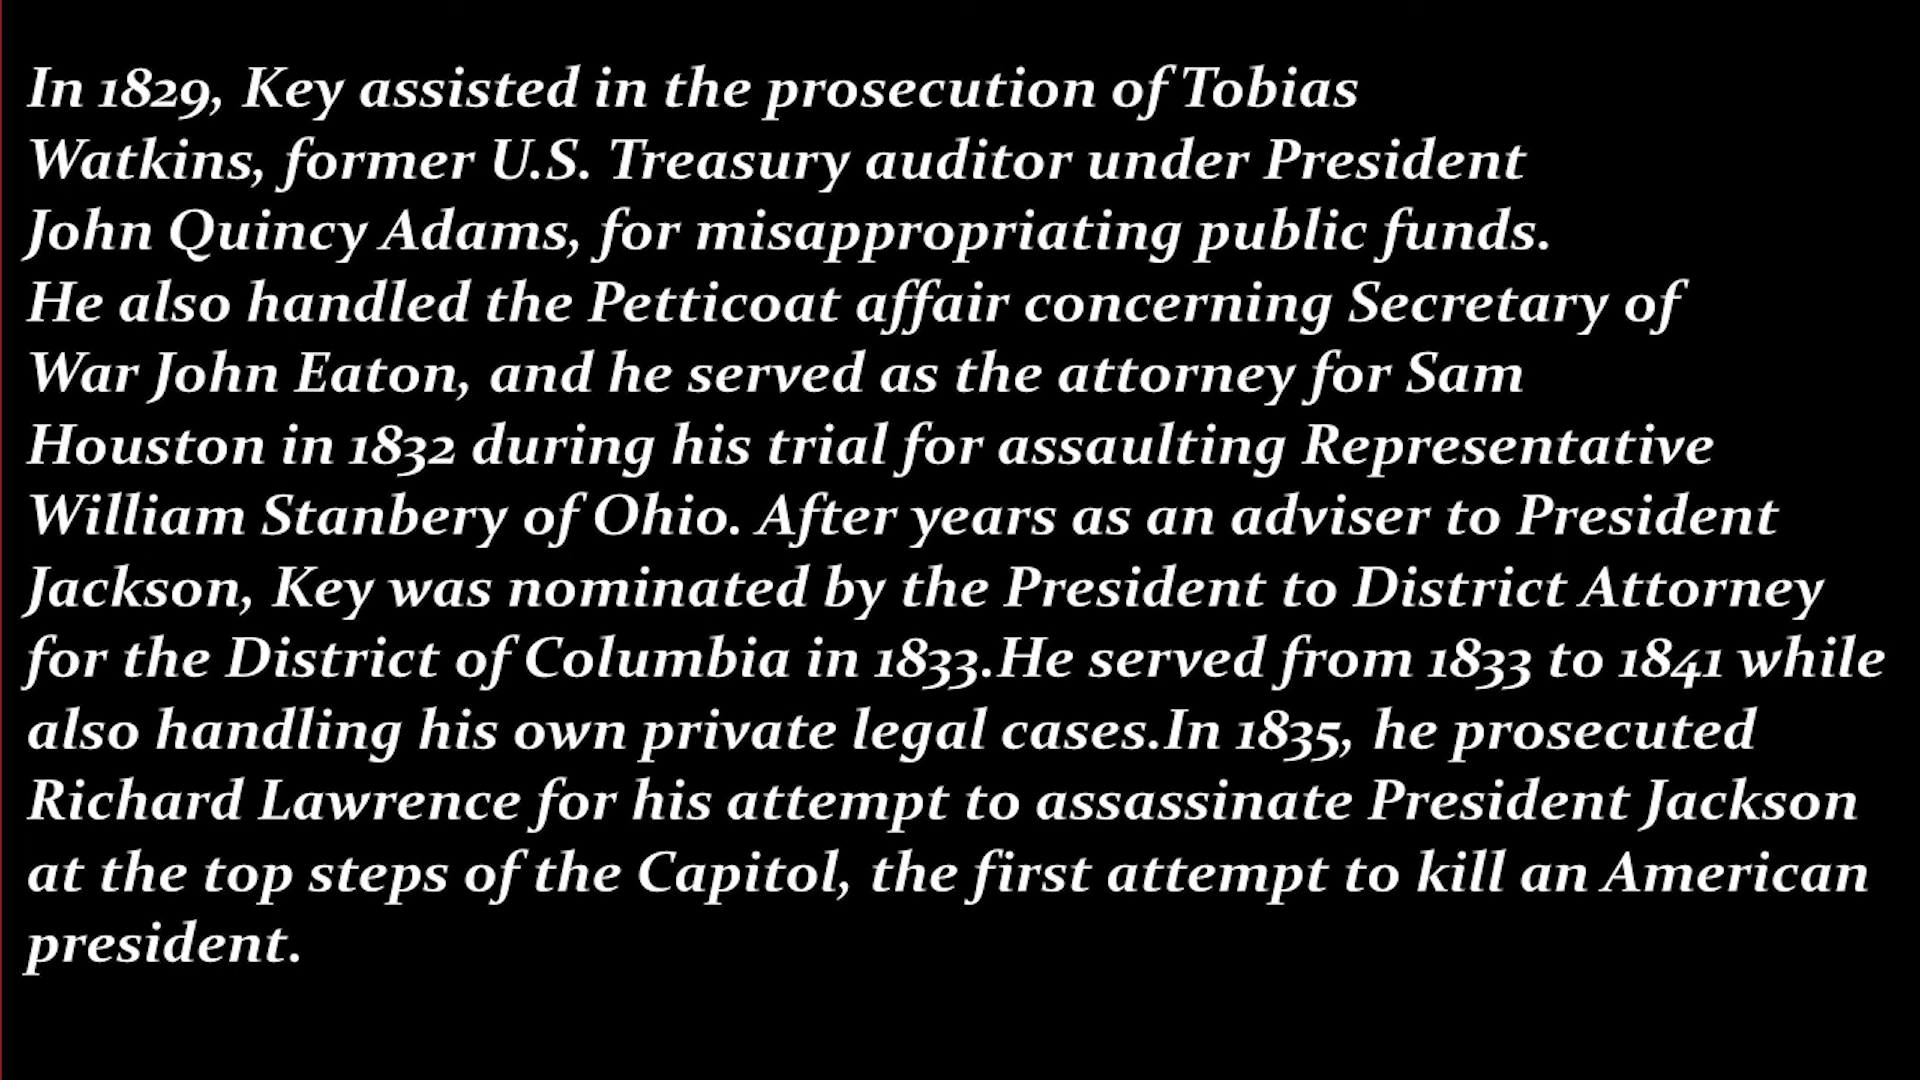 In 1829, Key assisted in the prosecution of Tobias
Watkins, former U.S. Treasury auditor under President
John Quincy Adams, for misappropriating public funds.
He also handled the Petticoat affair concerning Secretary of
War John Eaton, and he served as the attorney for Sam
Houston in 1832 during his trial for assaulting Representative
William Stanbery of Ohio. After years as an adviser to President
Jackson, Key was nominated by the President to District Attorney
for the District of Columbia in 1833.He served from 1833 to 1841 while
also handling his own private legal cases.In 1835, he prosecuted
Richard Lawrence for his attempt to assassinate President Jackson
at the top steps of the Capitol, the first attempt to kill an American
president.